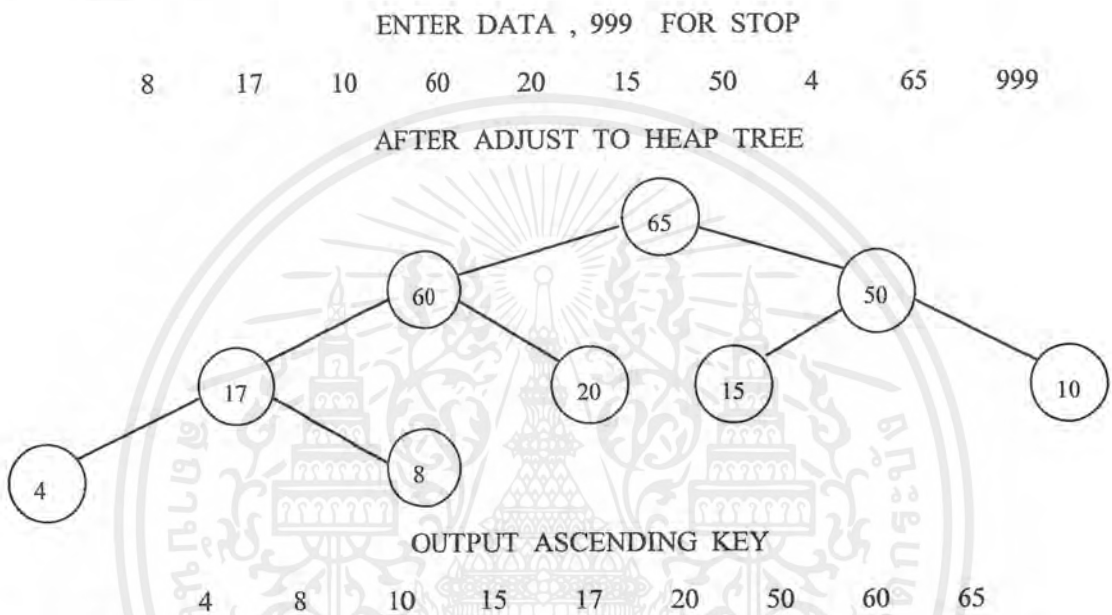 ENTER DATA , 999 FOR STOP
8 17 10 60 20 15 50 4 65 999
AFTER ADJUST TO HEAP TREE
65
60 50
17 20 15 10
4 8
OUTPUT ASCENDING KEY
4 8 10 15 17 20 50 60 65